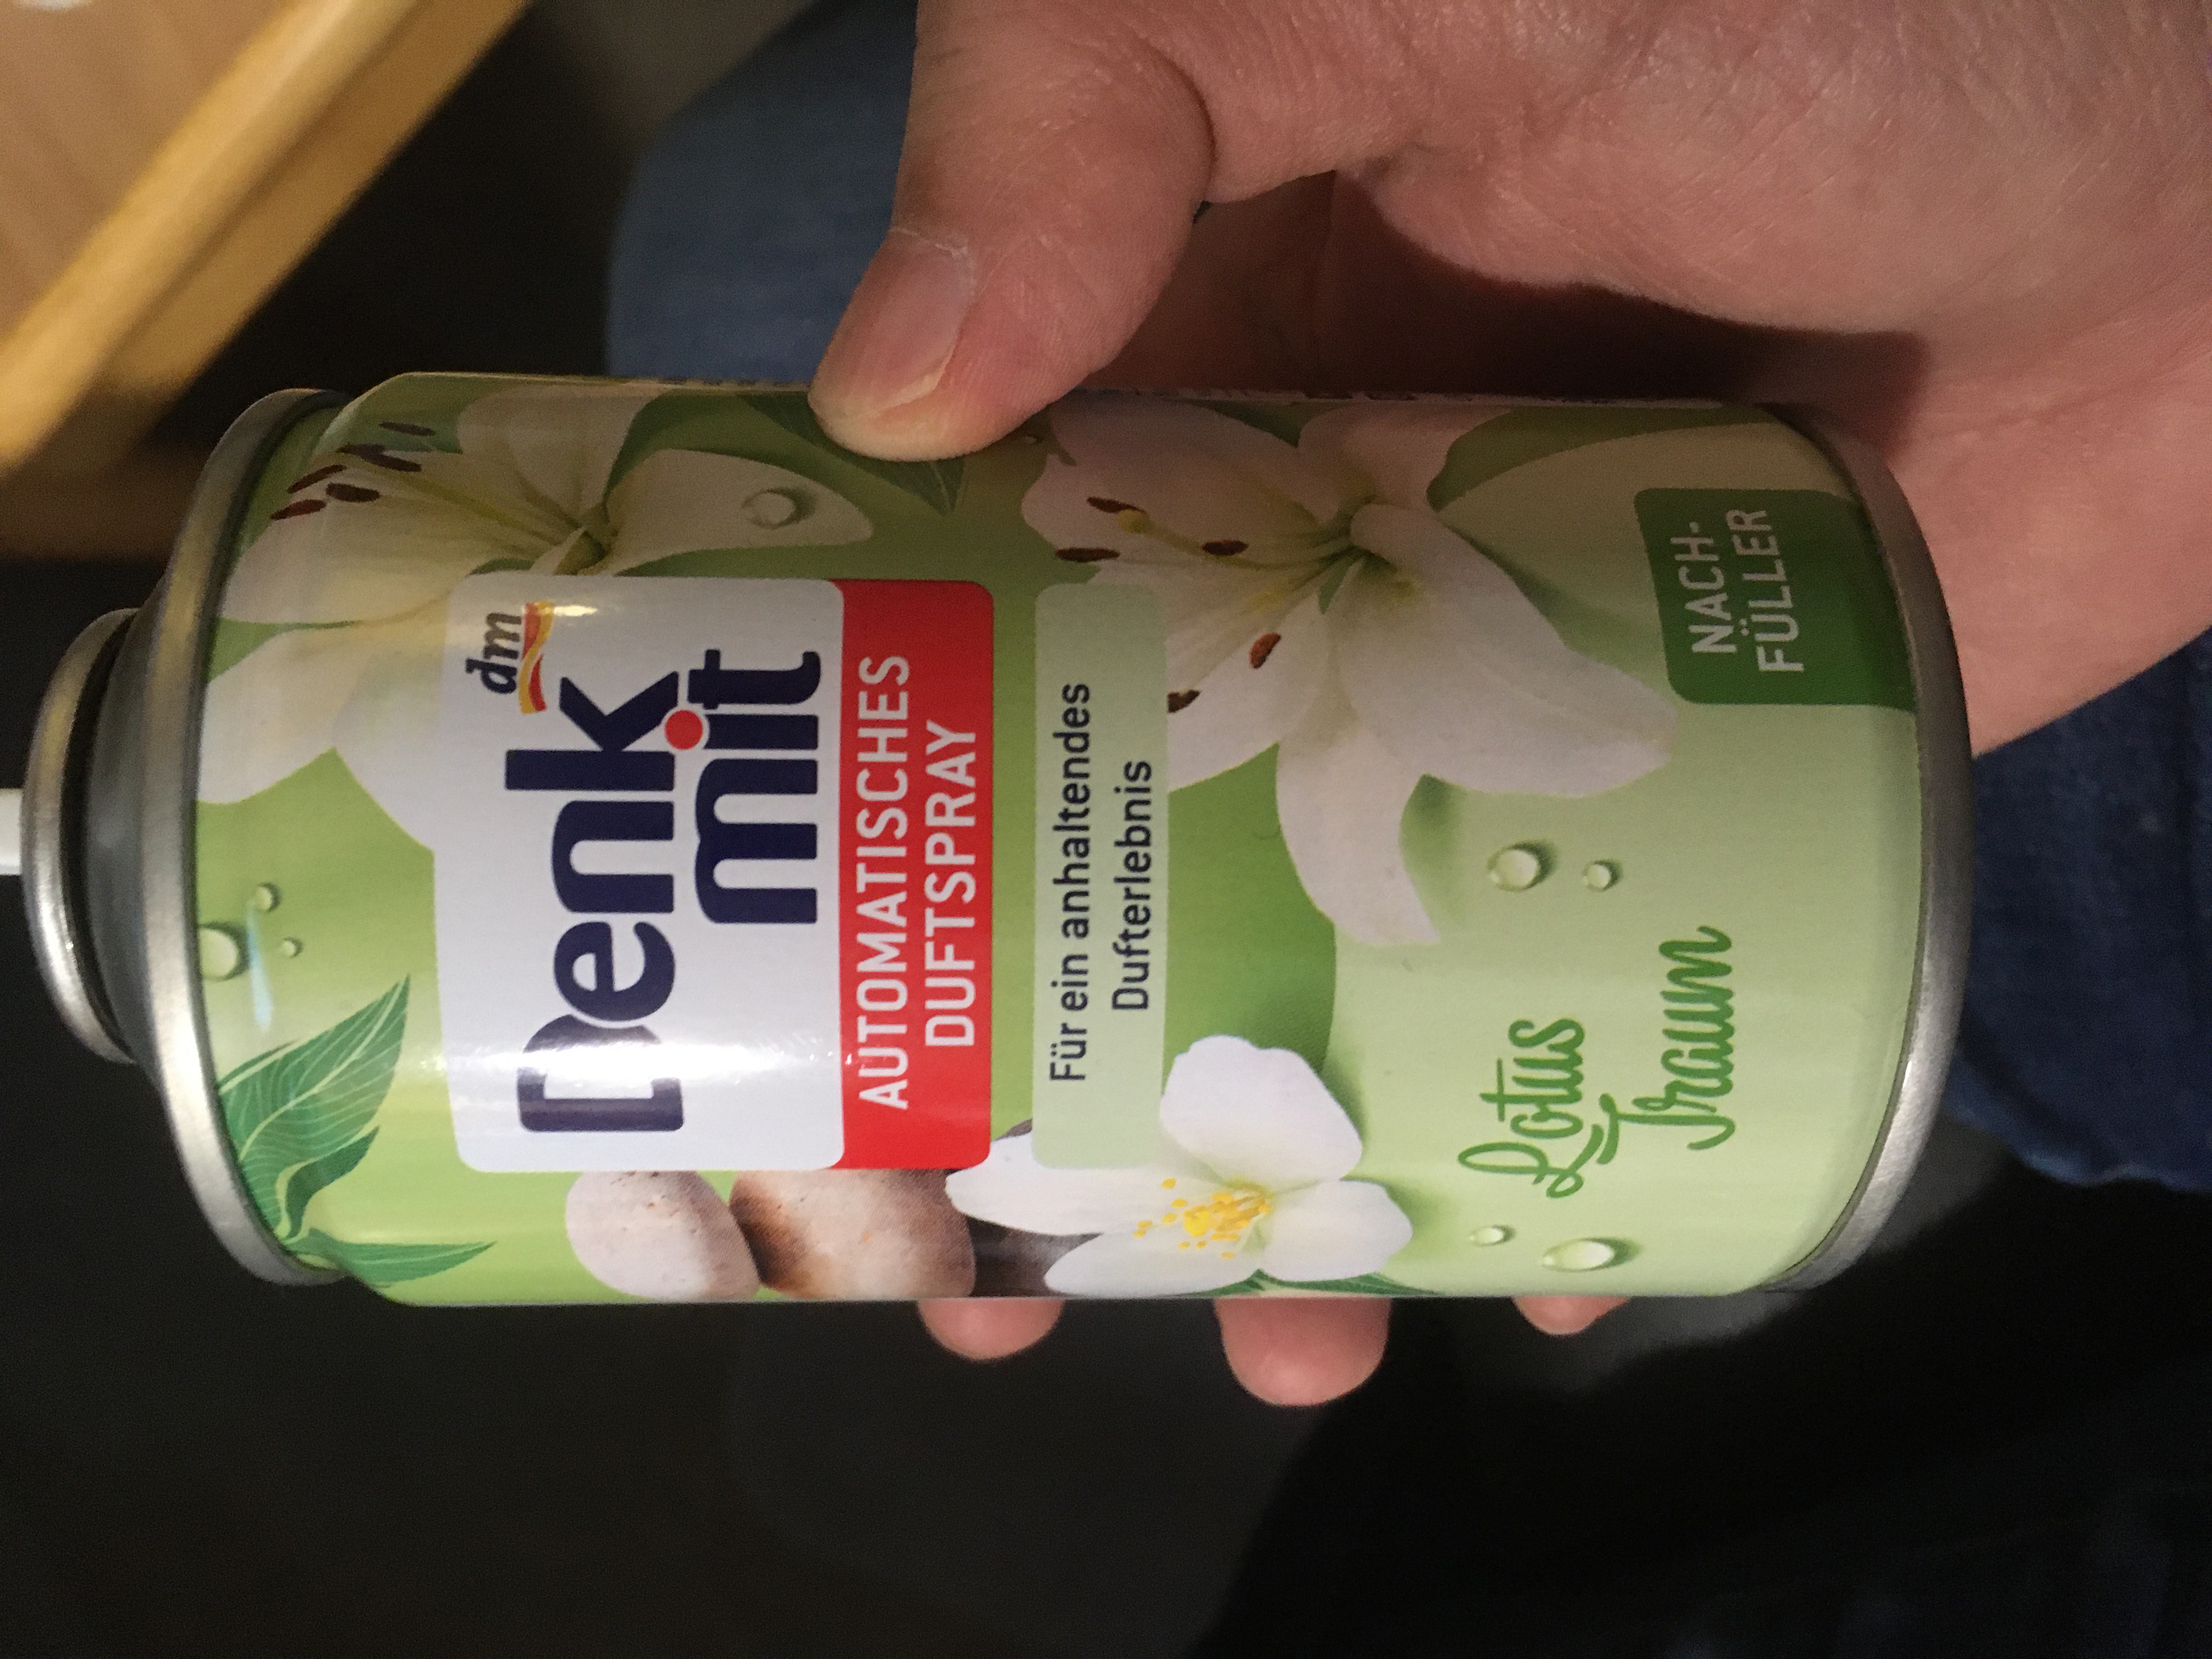 dm
Denk
mit
AUTOMATISCHES
DUFTSPRAY
Für ein anhaltendes
Dufterlebnis
Lotus
Traum
NACH-
FÜLLER